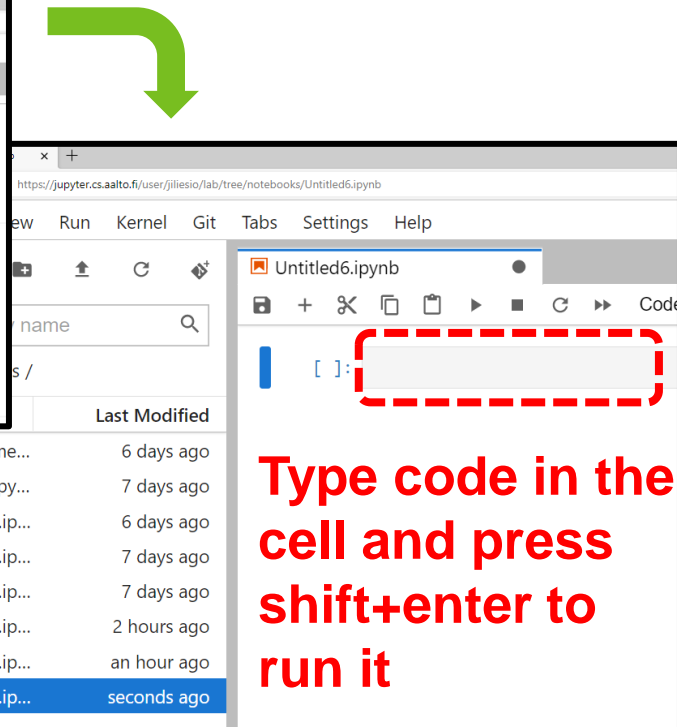 https://jupyter.cs.aalto.fi/user/jiliesio/lab/tree/notebooks/Untitled6.ipynb
Run Kernel Git Tabs Settings Help
Untitled6.ipynb
name
Code
s /
[ ]:
Last Modified
6 days ago
7 days ago
6 days ago
7 days ago
7 days ago
2 hours ago
an hour ago
seconds ago
Type code in the
cell and press
shift+enter to
run it